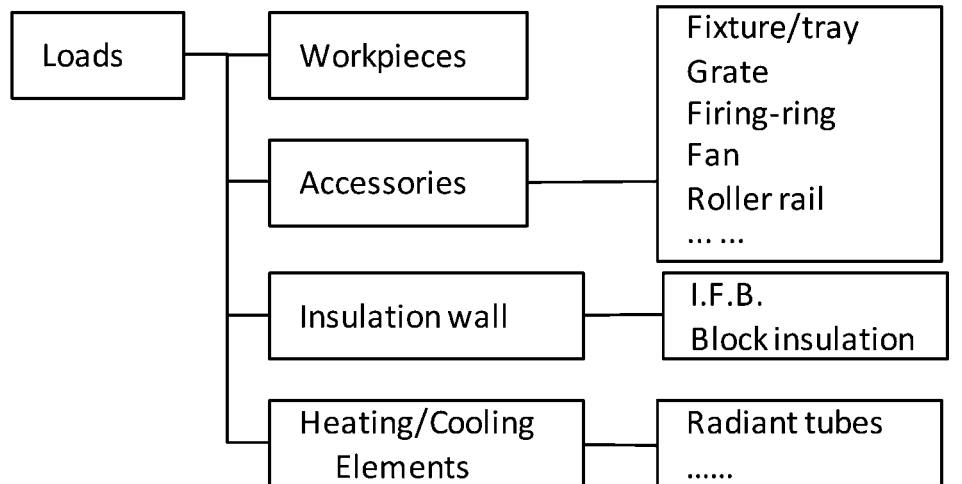 Loads
Workpieces
Fixture/tray
Grate
Firing-ring
Fan
Roller rail
... ...
Accessories
Insulation wall
I.F.B.
Block insulation
Heating/Cooling
Elements
Radiant tubes
......